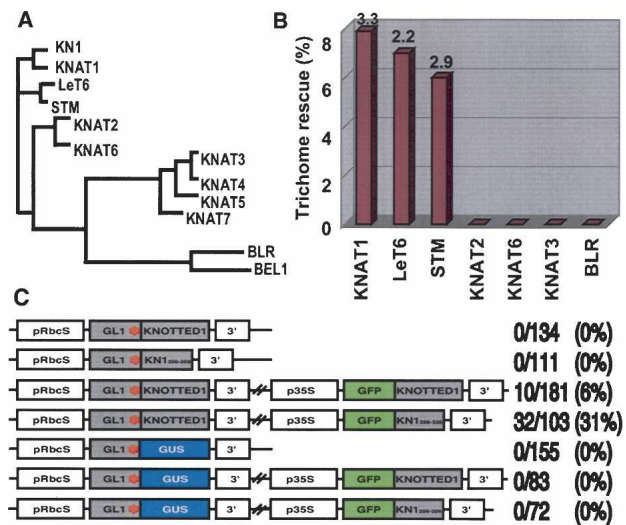 A
KN1
KNAT1
LeT6
STM
KNAT2
KNAT6
KNAT3
KNAT4
KNAT5
KNAT7
BLR
BEL1
B
Trichome rescue (%)
8
6
4
2
0
3.3
2.2
2.9
KNAT1
LeT6
STM
KNAT2
KNAT6
KNAT3
BLR
C
pRbcS GL1 KNOTTED1 3' 0/134 (0%)
pRbcS GL1 3' 0/111 (0%)
pRbcS GL1 KNOTTED1 3' p35S GFP KNOTTED1 3' 10/181 (6%)
pRbcS GL1 KNOTTED1 3' p35S GFP 3' 32/103 (31%)
pRbcS GL1 GUS 3' 0/155 (0%)
pRbcS GL1 GUS 3' p35S GFP KNOTTED1 3' 0/83 (0%)
pRbcS GL1 GUS 3' p35S GFP 3' 0/72 (0%)